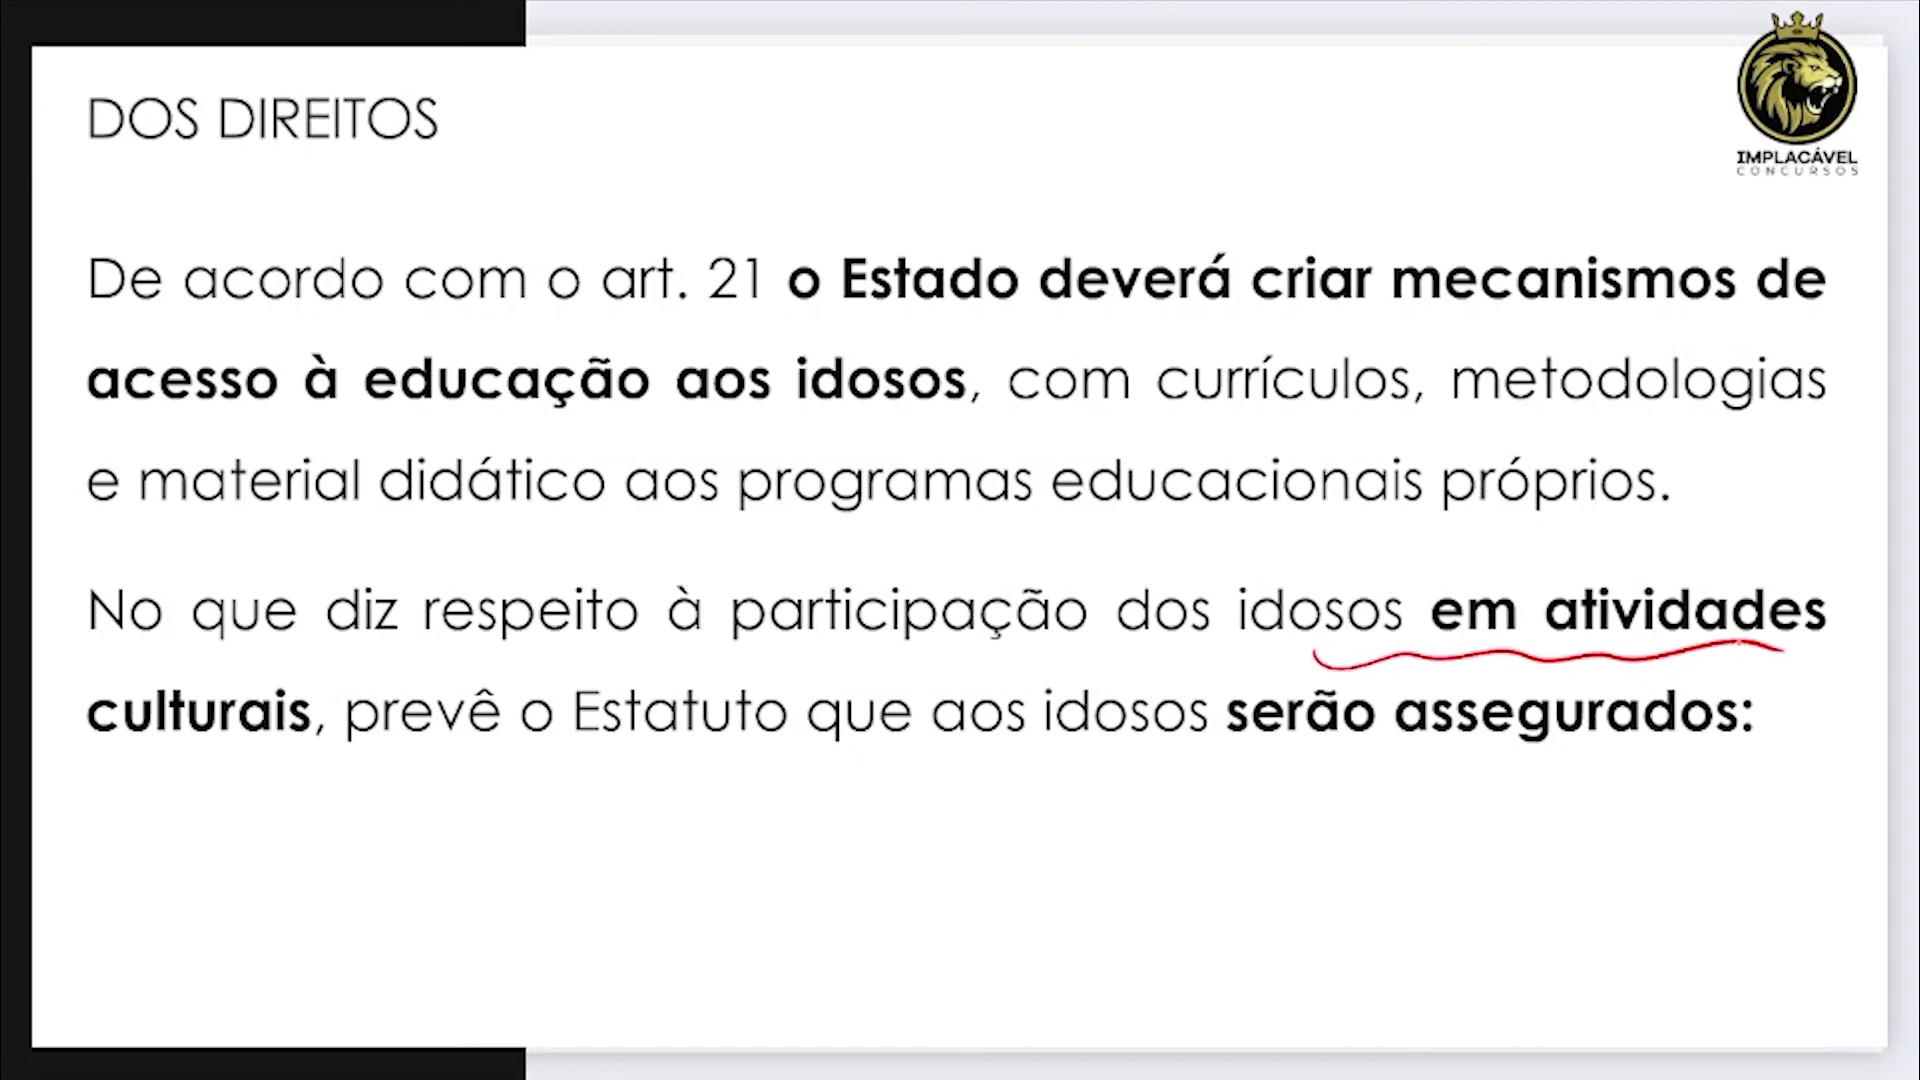 DOS DIREITOS
IMPLACÁVEL
CONCURSOS
De acordo com o art. 21 o Estado deverá criar mecanismos de
acesso à educação aos idosos, com currículos, metodologias
e material didático aos programas educacionais próprios.
No que diz respeito à participação dos idosos em atividades
culturais, prevê o Estatuto que aos idosos serão assegurados: